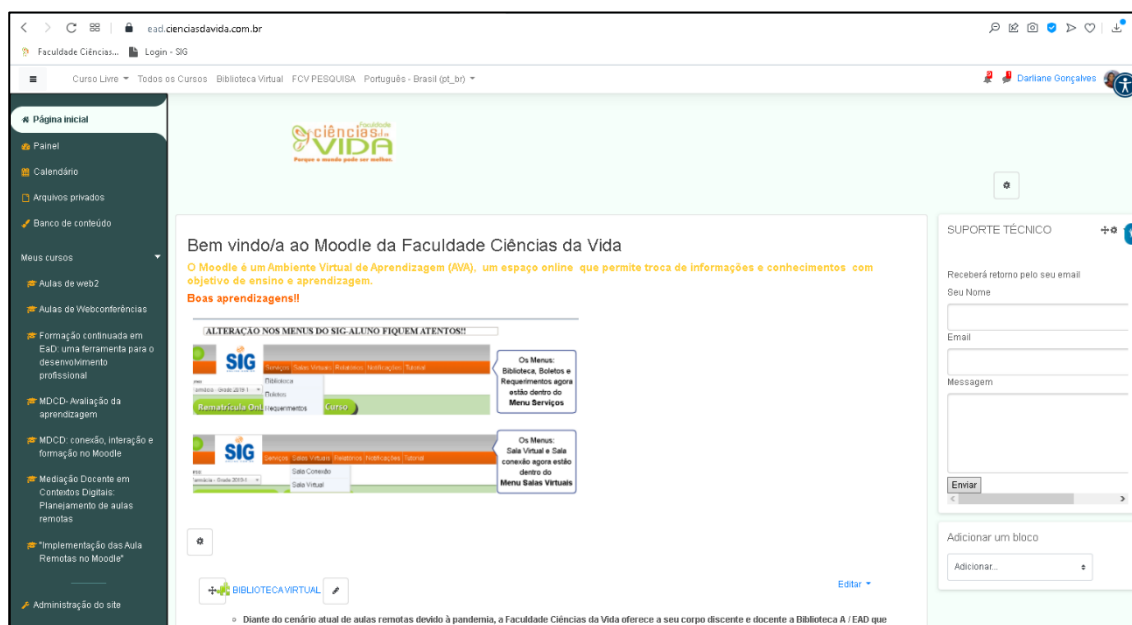 ead.cienciasdavida.com.br
Faculdade Ciências... Login - SIG
Curso Livre Todos os Cursos Biblioteca Virtual FCV PESQUISA Português - Brasil (pt_br) Darliane Gonçalves
Página inicial
Painel
Calendário
Arquivos privados
Banco de conteúdo
Meus cursos
Aulas de web2
Aulas de Webconferências
Formação continuada em
EaD: uma ferramenta para o
desenvolvimento
profissional
MDCD- Avaliação da
aprendizagem
MDCD: conexão, interação e
formação no Moodle
Mediação Docente em
Contextos Digitais:
Planejamento de aulas
remotas
"Implementação das Aula
Remotas no Moodle"
Administração do site
Faculdade
ciências da
VIDA
Porque o mundo pode ser melhor.
Bem vindo/a ao Moodle da Faculdade Ciências da Vida
O Moodle é um Ambiente Virtual de Aprendizagem (AVA), um espaço online que permite troca de informações e conhecimentos com
objetivo de ensino e aprendizagem.
Boas aprendizagens!!
ALTERAÇÃO NOS MENUS DO SIG-ALUNO FIQUEM ATENTOS!!
SIG
Serviços Salas Virtuais Relatórios Notificações Tutorial
Biblioteca
Boletos
Requerimentos
Rematrícula Onl
Curso
Os Menus:
Biblioteca, Boletos e
Requerimentos agora
estão dentro do
Menu Serviços
SIG
Serviços Salas Virtuais Relatórios Notificações Tutorial
Sala Conexão
Sala Virtual
Os Menus:
Sala Virtual e Sala
conexão agora estão
dentro do
Menu Salas Virtuais
BIBLIOTECA VIRTUAL
Editar
Diante do cenário atual de aulas remotas devido à pandemia, a Faculdade Ciências da Vida oferece a seu corpo discente e docente a Biblioteca A / EAD que
SUPORTE TÉCNICO
Receberá retorno pelo seu email
Seu Nome
Email
Messagem
Enviar
Adicionar um bloco
Adicionar...